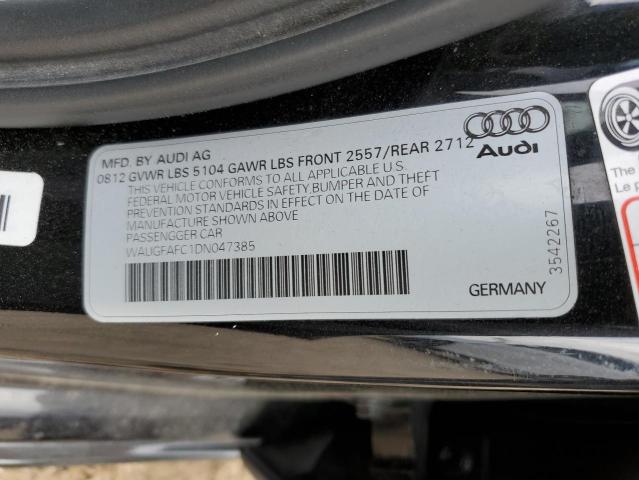 MFD. BY AUDI AG
0812 GVWR LBS 5104 GAWR LBS FRONT 2557/REAR 2712
THIS VEHICLE CONFORMS TO ALL APPLICABLE U.S.
FEDERAL MOTOR VEHICLE SAFETY,BUMPER AND THEFT
PREVENTION STANDARDS IN EFFECT ON THE DATE OF
MANUFACTURE SHOWN ABOVE
PASSENGGER CAR
WAUGFAFC1DN047385
Audi
3542267
GERMANY
The
Le p